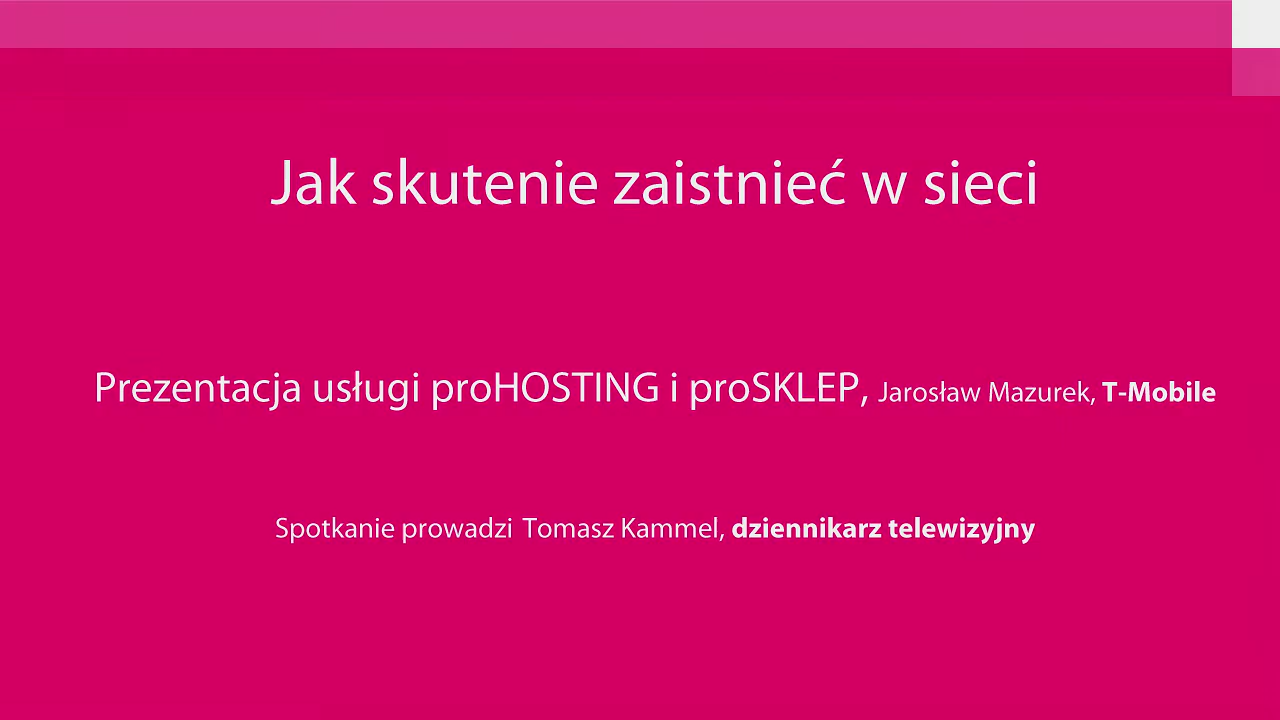 Jak skutenie zaistnieć w sieci
Prezentacja usługi proHOSTING i proSKLEP, Jarosław Mazurek, T-Mobile
Spotkanie prowadzi Tomasz Kammel, dziennikarz telewizyjny